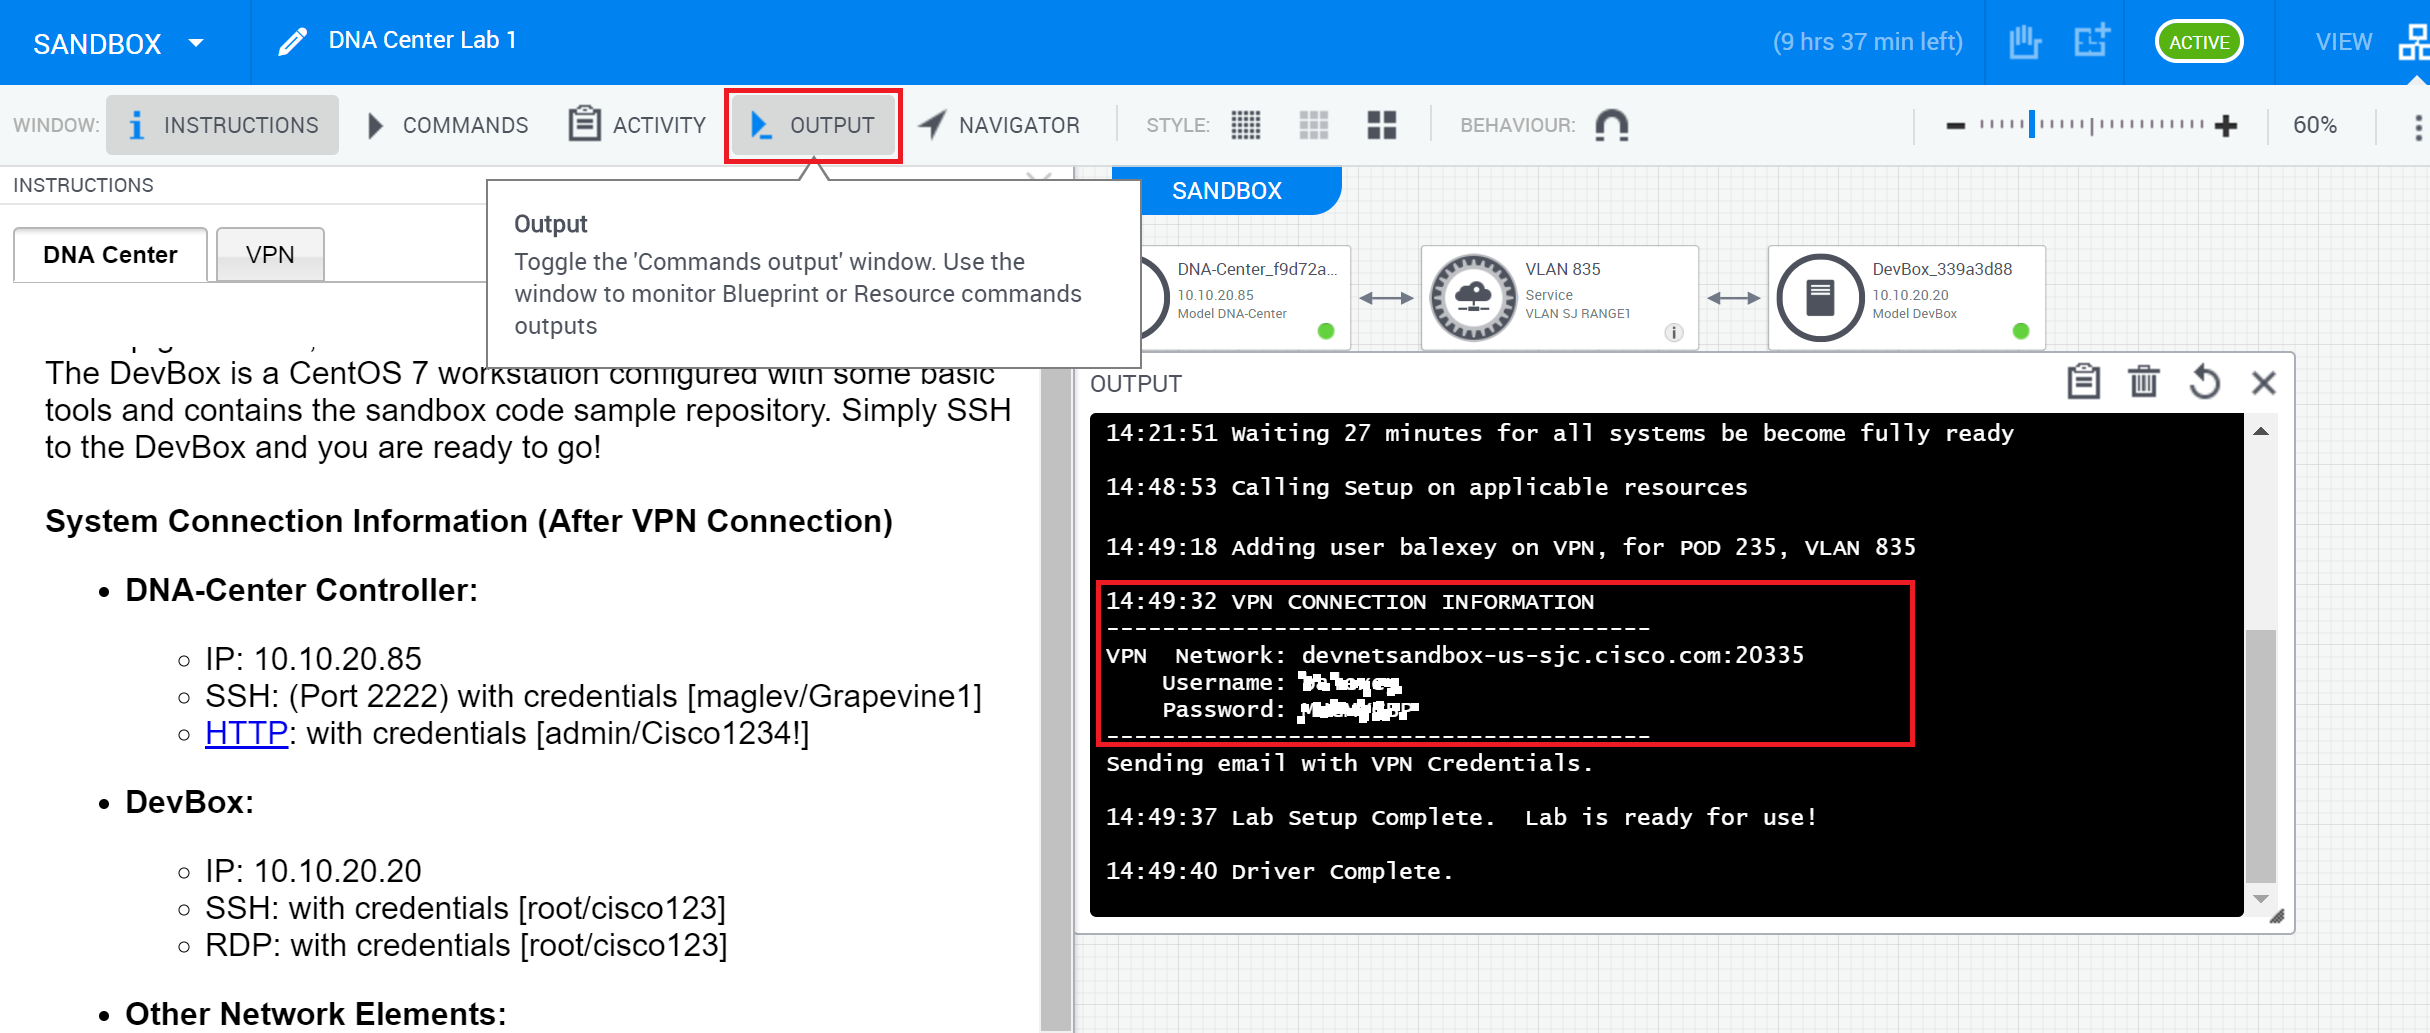 SANDBOX
DNA Center Lab 1
(9 hrs 37 min left)
ACTIVE
VIEW
WINDOW:
INSTRUCTIONS
COMMANDS
ACTIVITY
OUTPUT
NAVIGATOR
STYLE:
BEHAVIOUR:
60%
INSTRUCTIONS
DNA Center
VPN
Output
Toggle the 'Commands output' window. Use the
window to monitor Blueprint or Resource commands
outputs
The DevBox is a CentOS 7 workstation configured with some basic
tools and contains the sandbox code sample repository. Simply SSH
to the DevBox and you are ready to go!
System Connection Information (After VPN Connection)
• DNA-Center Controller:
○ IP: 10.10.20.85
○ SSH: (Port 2222) with credentials [maglev/Grapevine1]
○ HTTP: with credentials [admin/Cisco1234!]
• DevBox:
○ IP: 10.10.20.20
○ SSH: with credentials [root/cisco123]
○ RDP: with credentials [root/cisco123]
• Other Network Elements:
SANDBOX
DNA-Center_f9d72a...
10.10.20.85
Model DNA-Center
VLAN 835
Service
VLAN SJ RANGE1
DevBox_339a3d88
10.10.20.20
Model DevBox
OUTPUT
14:21:51 Waiting 27 minutes for all systems be become fully ready
14:48:53 Calling Setup on applicable resources
14:49:18 Adding user balexey on VPN, for POD 235, VLAN 835
14:49:32 VPN CONNECTION INFORMATION
---------------------------------------
VPN Network: devnetsandbox-us-sjc.cisco.com:20335
Username:
Password:
---------------------------------------
Sending email with VPN Credentials.
14:49:37 Lab Setup Complete. Lab is ready for use!
14:49:40 Driver Complete.